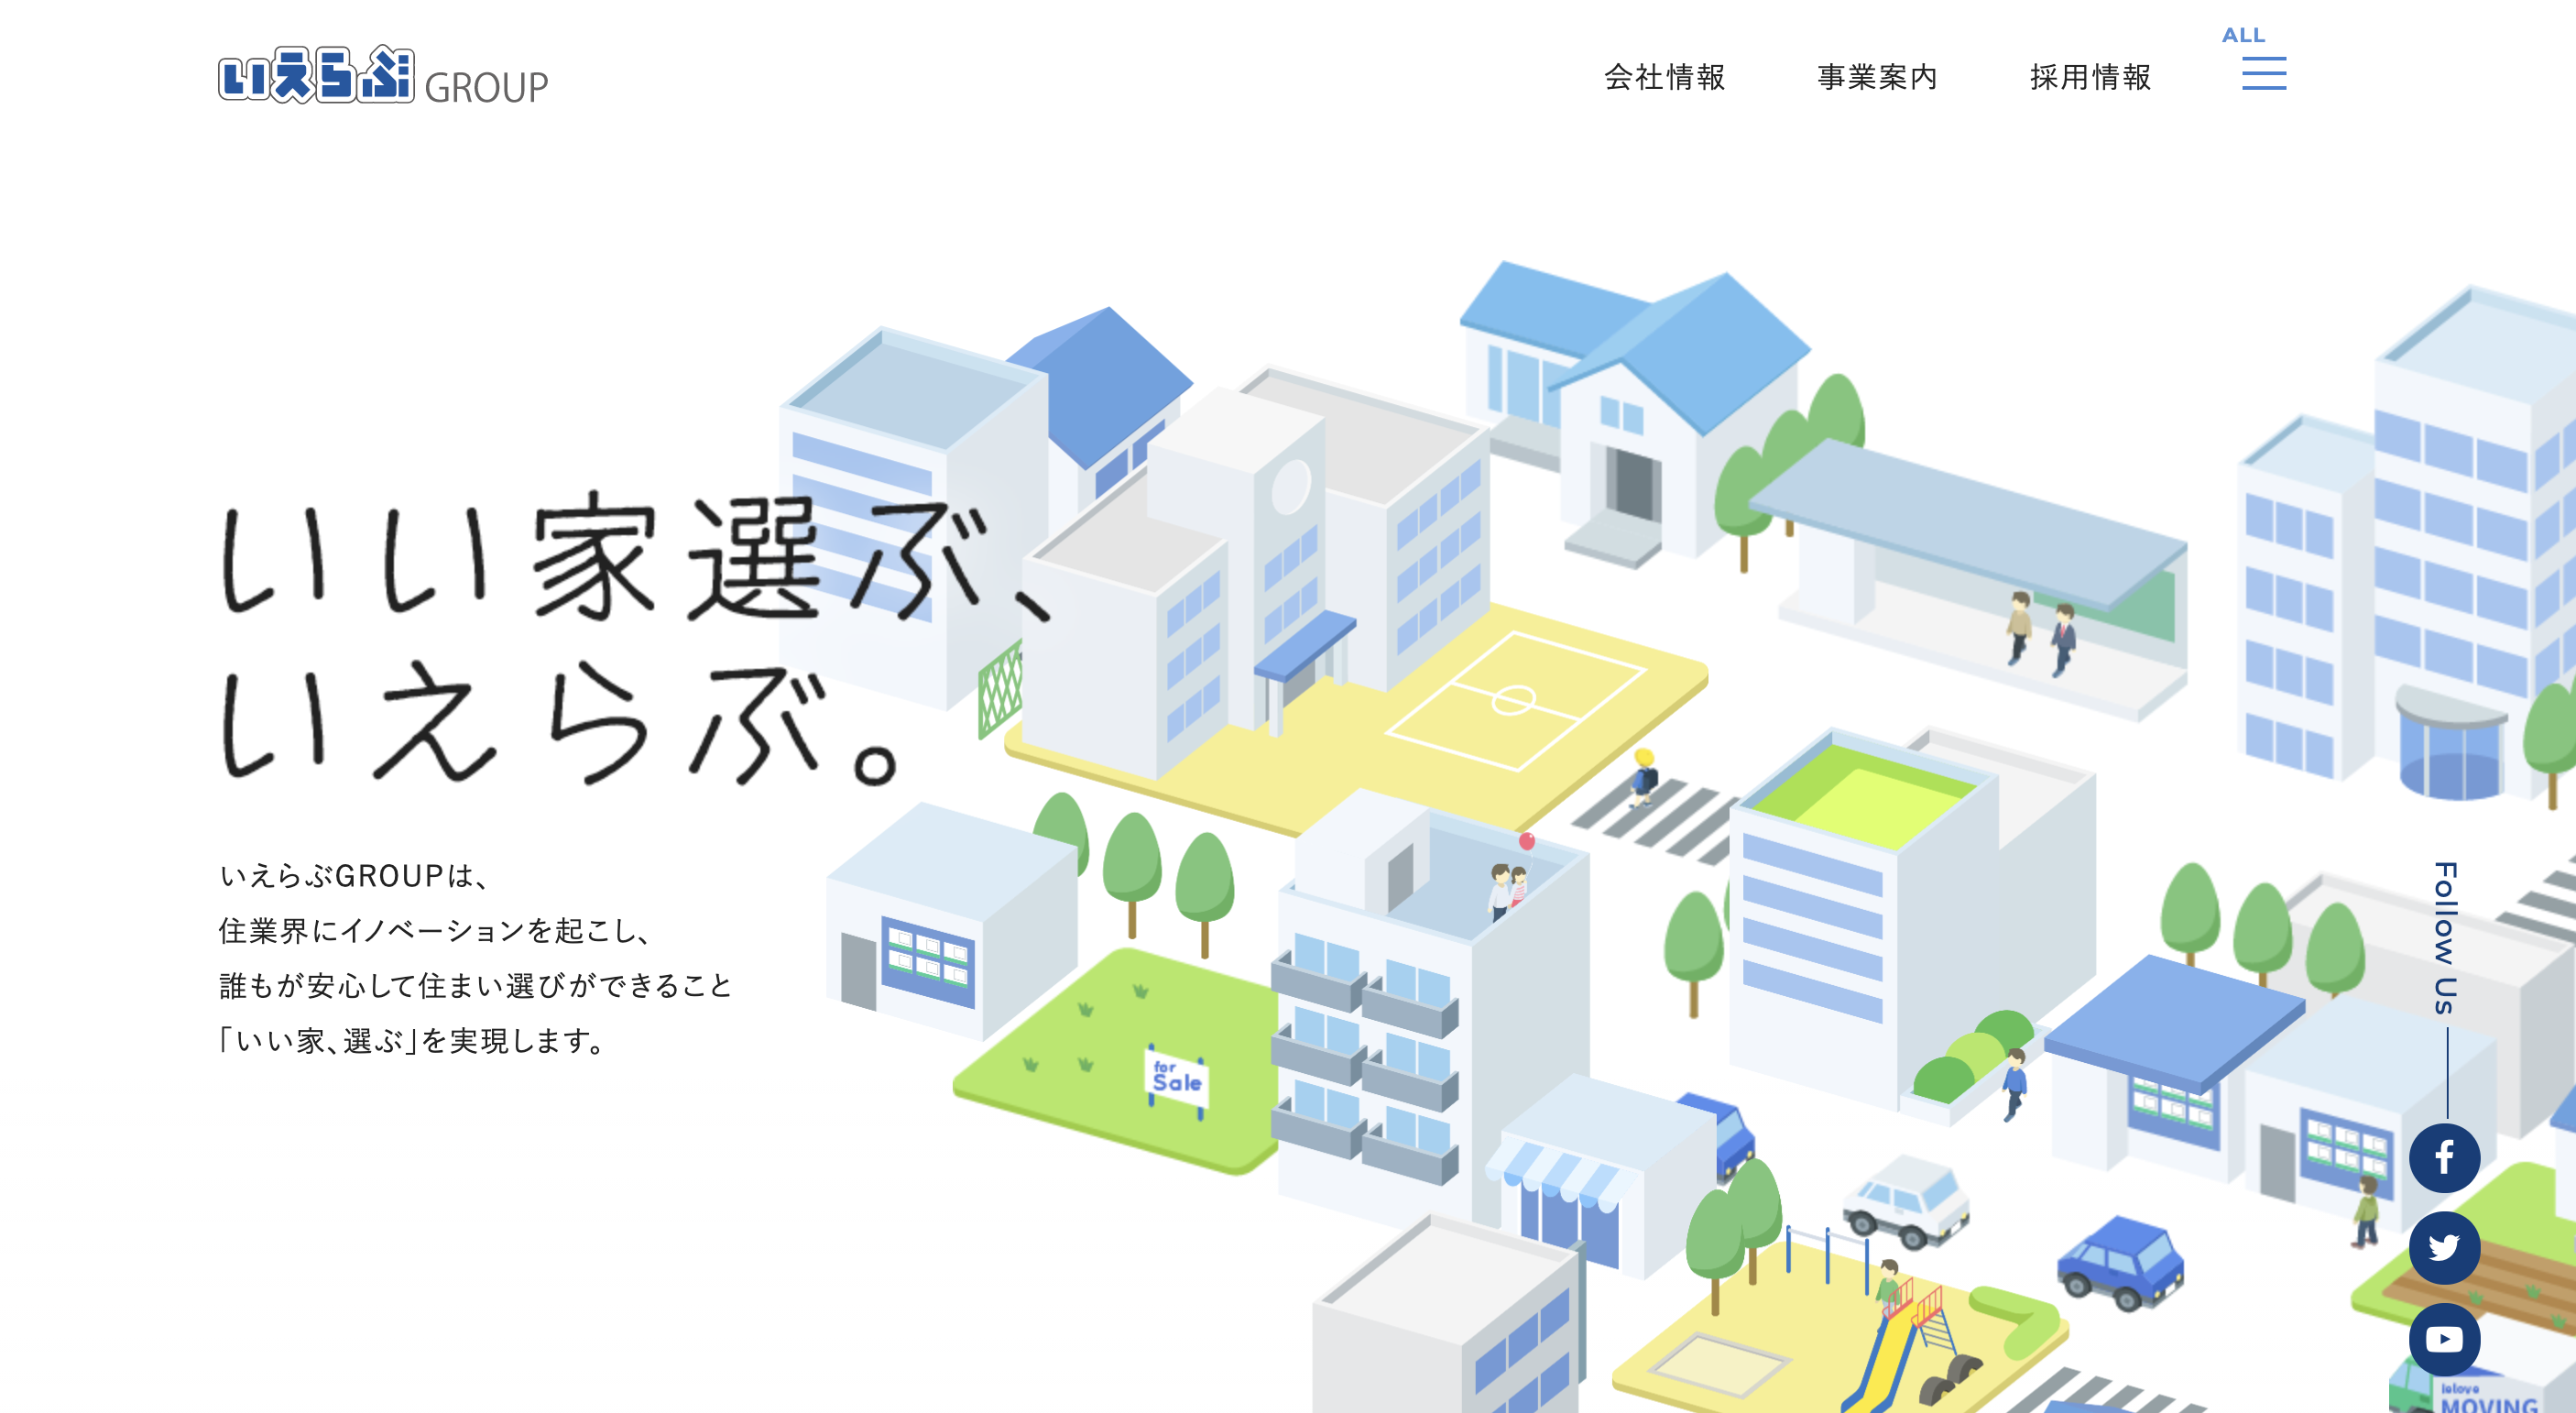 いえらぶ GROUP
会社情報
事業案内
採用情報
ALL
いい家選ぶ、
いえらぶ。
いえらぶGROUPは、
住業界にイノベーションを起こし、
誰もが安心して住まい選びができること
「いい家、選ぶ」を実現します。
for
Sale
Follow Us
Ielove
MOVING